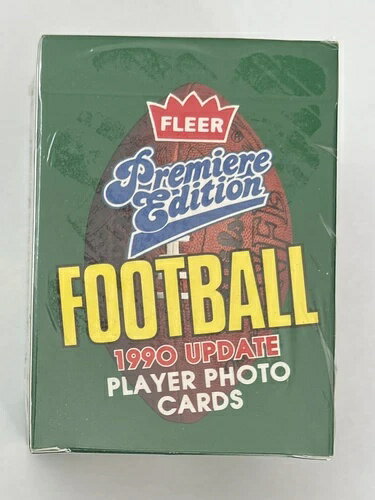 FLEER
Premiere
Edition
FOOTBALL
1990 UPDATE
PLAYER PHOTO
CARDS